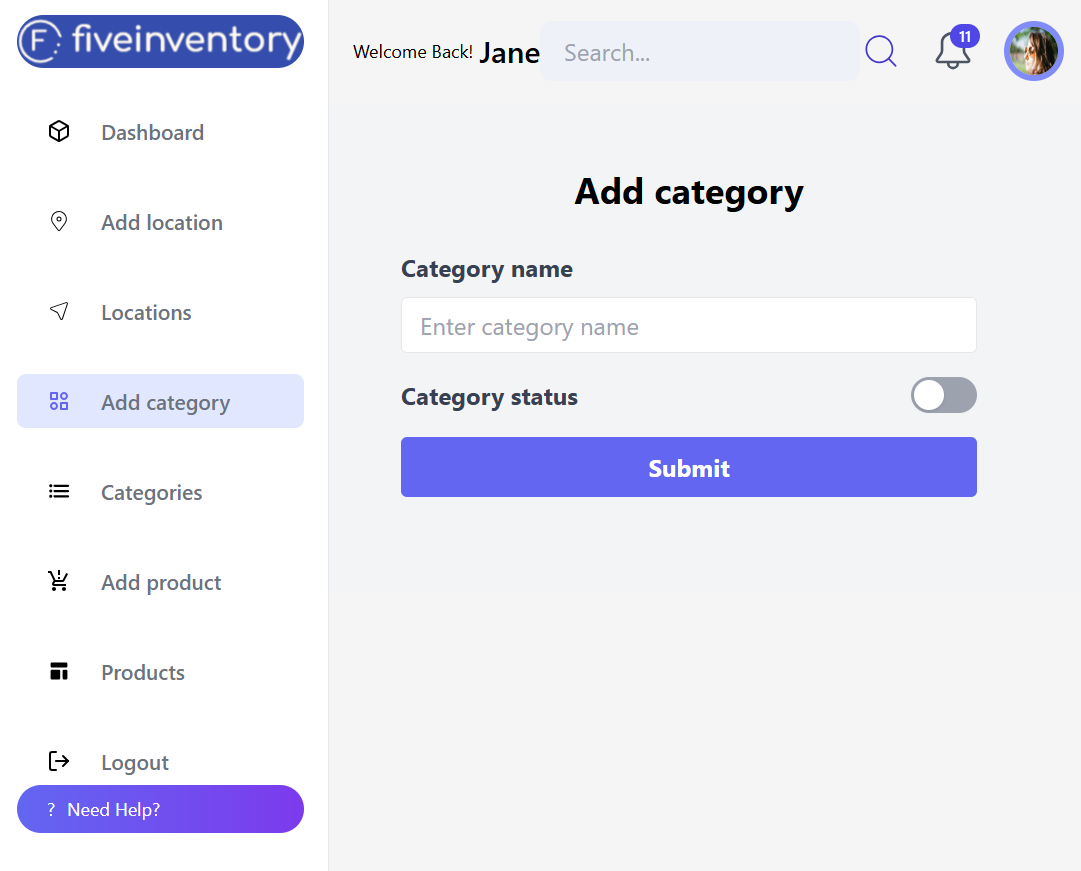 fiveinventory
Dashboard
Add location
Locations
Add category
Categories
Add product
Products
Logout
? Need Help?
Welcome Back! Jane
Search...
11
Add category
Category name
Enter category name
Category status
Submit